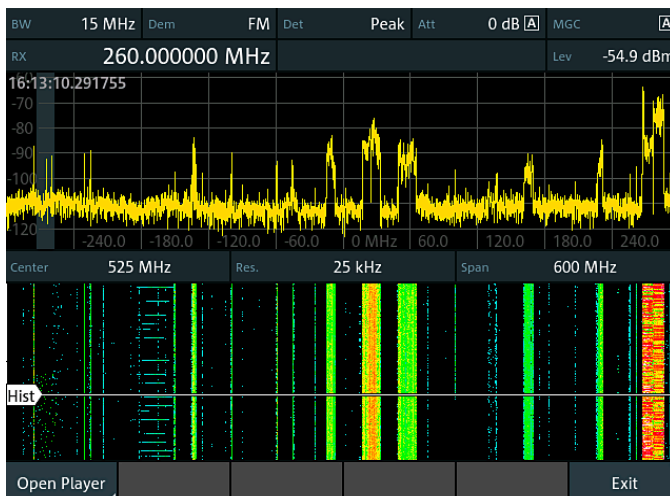 BW 15 MHz Dem FM Det Peak Att 0 dB A MGC A
RX 260.000000 MHz Lev -54.9 dBm
16:13:10.291755
-60
-70
-80
-90
-100
-120
-240.0 -180.0 -120.0 -60.0 0 MHz 60.0 120.0 180.0 240.0
Center 525 MHz Res. 25 kHz Span 600 MHz
Hist
Open Player Exit